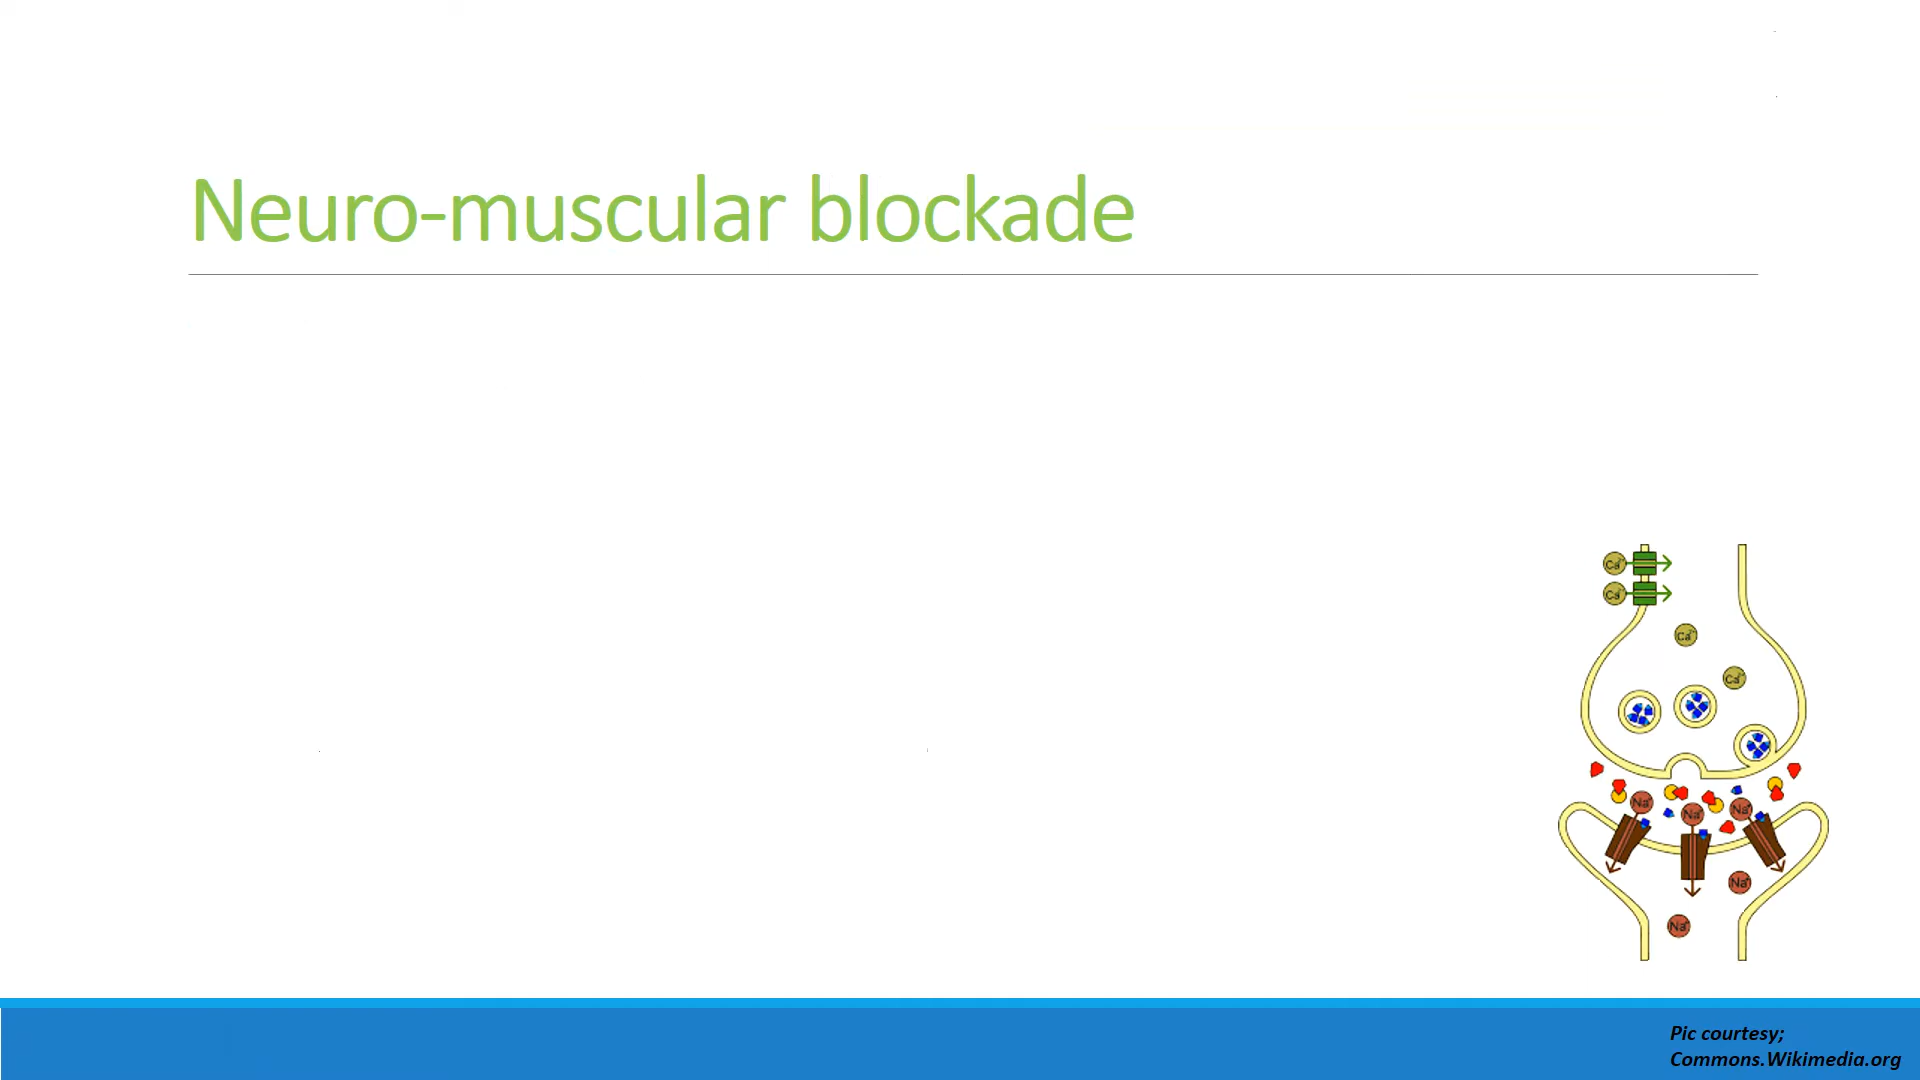 Neuro-muscular blockade
Ca
Ca
Ca
Ca
Na
Na
Na
Na
Na
Pic courtesy;
Commons.Wikimedia.org